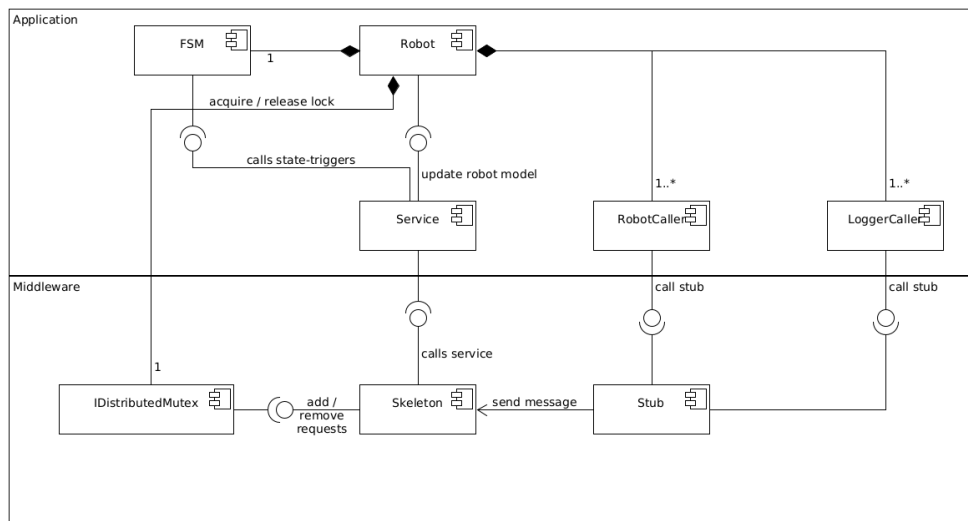 Application
FSM
Robot
1
acquire / release lock
calls state-triggers
update robot model
1..*
1..*
Service
RobotCaller
LoggerCaller
Middleware
call stub
call stub
calls service
1
IDistributedMutex
add /
remove
requests
Skeleton
send message
Stub